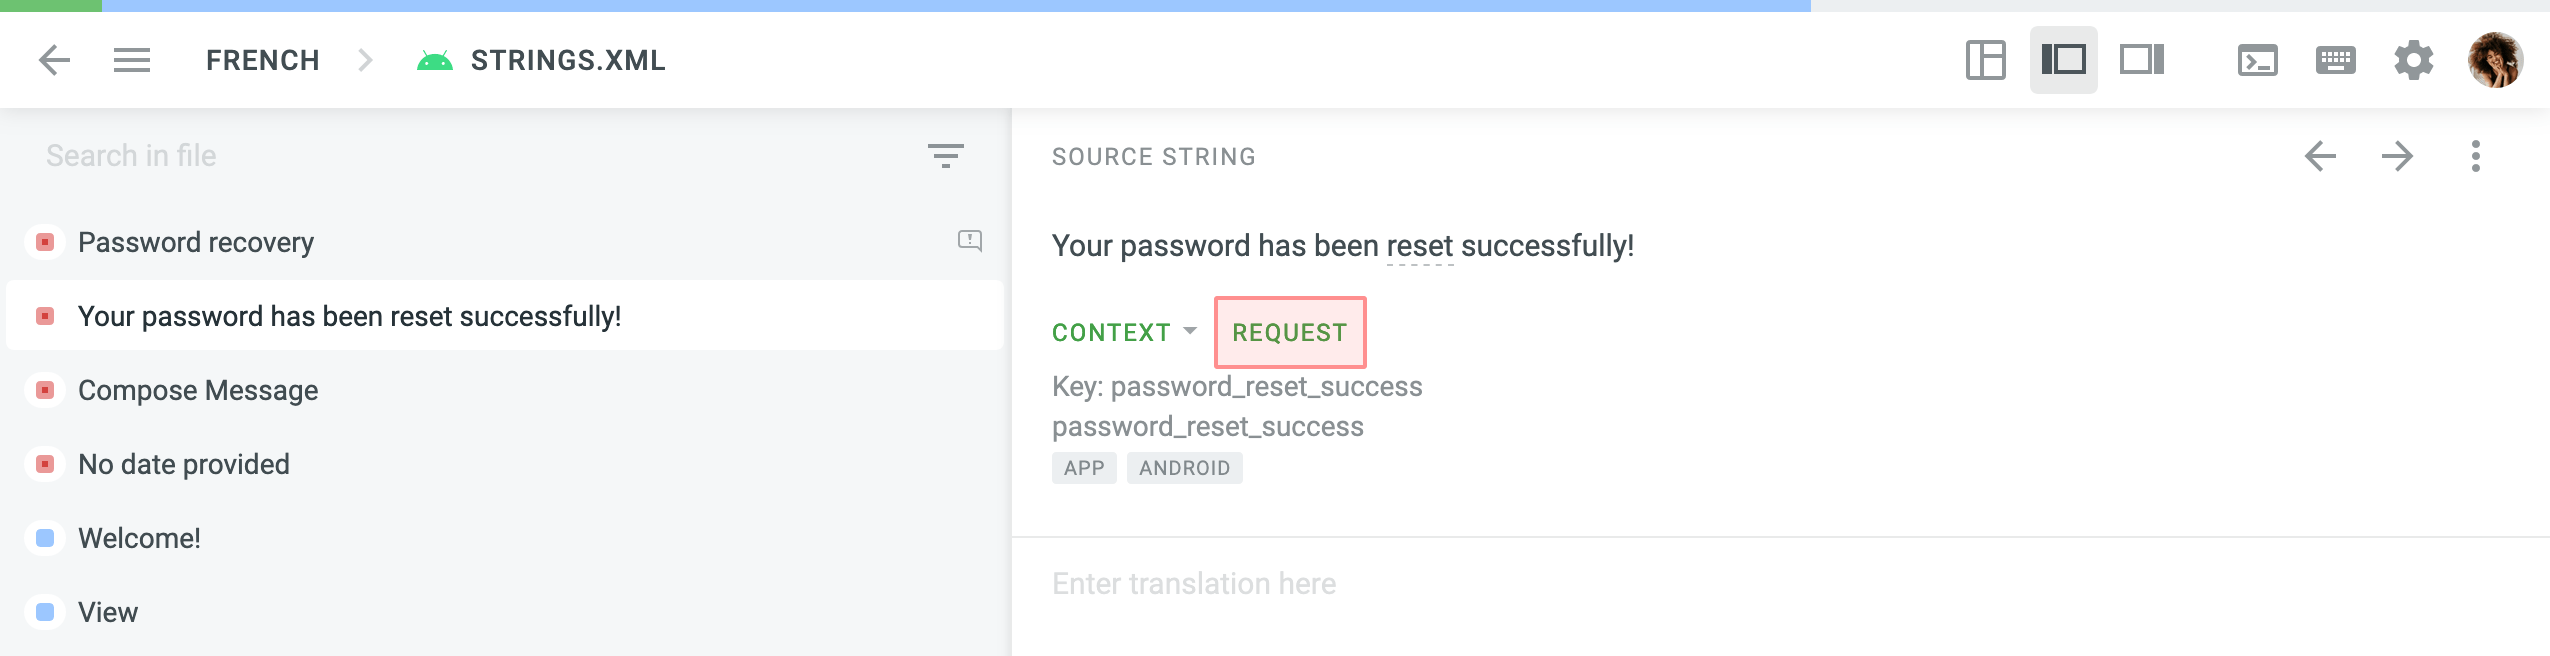 FRENCH STRINGS.XML
Search in file
Password recovery
Your password has been reset successfully!
Compose Message
No date provided
Welcome!
View
SOURCE STRING
Your password has been reset successfully!
CONTEXT REQUEST
Key: password_reset_success
password_reset_success
APP ANDROID
Enter translation here